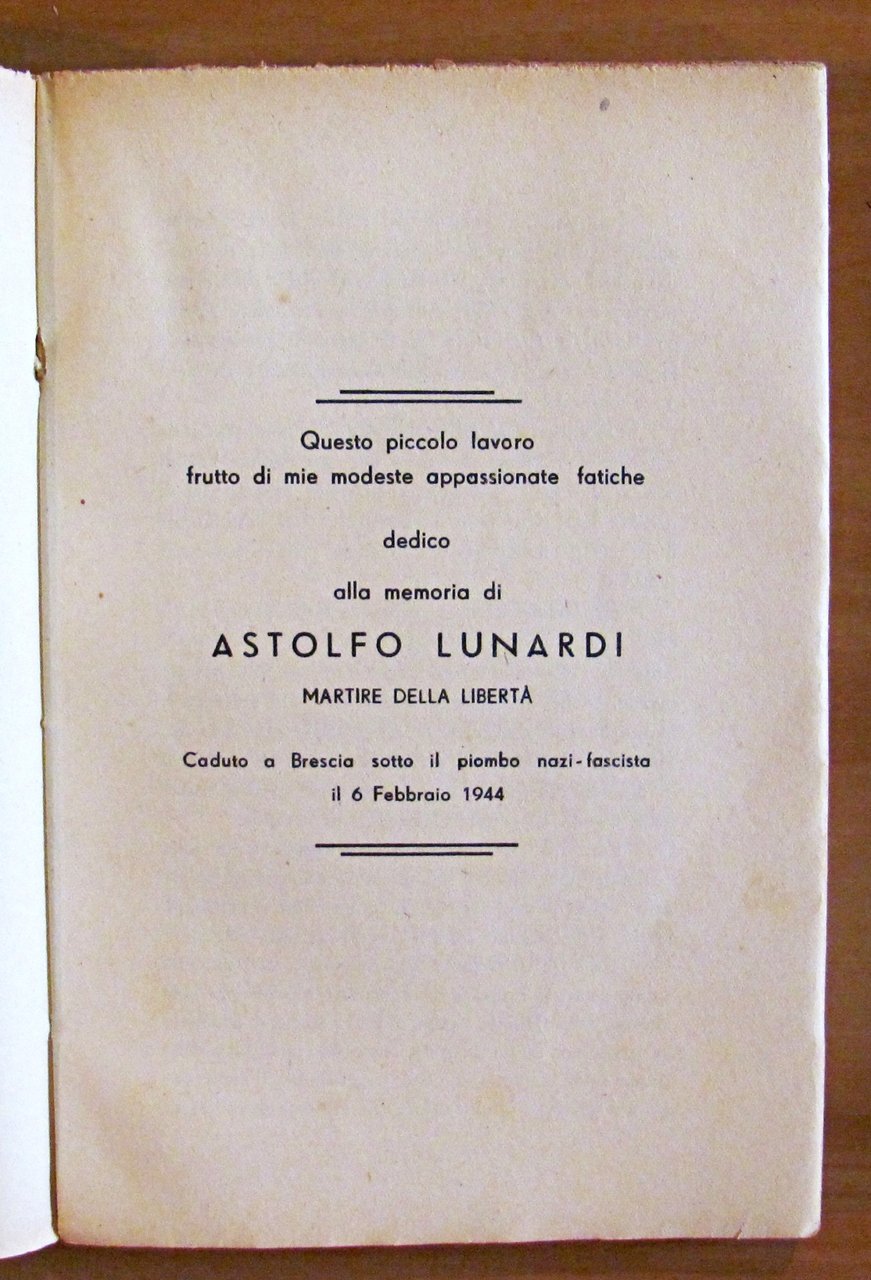 Questo piccolo lavoro
frutto di mie modeste appassionate fatiche
dedico
alla memoria di
ASTOLFO LUNARDI
MARTIRE DELLA LIBERTÀ
Caduto a Brescia sotto il piombo nazi-fascista
il 6 Febbraio 1944